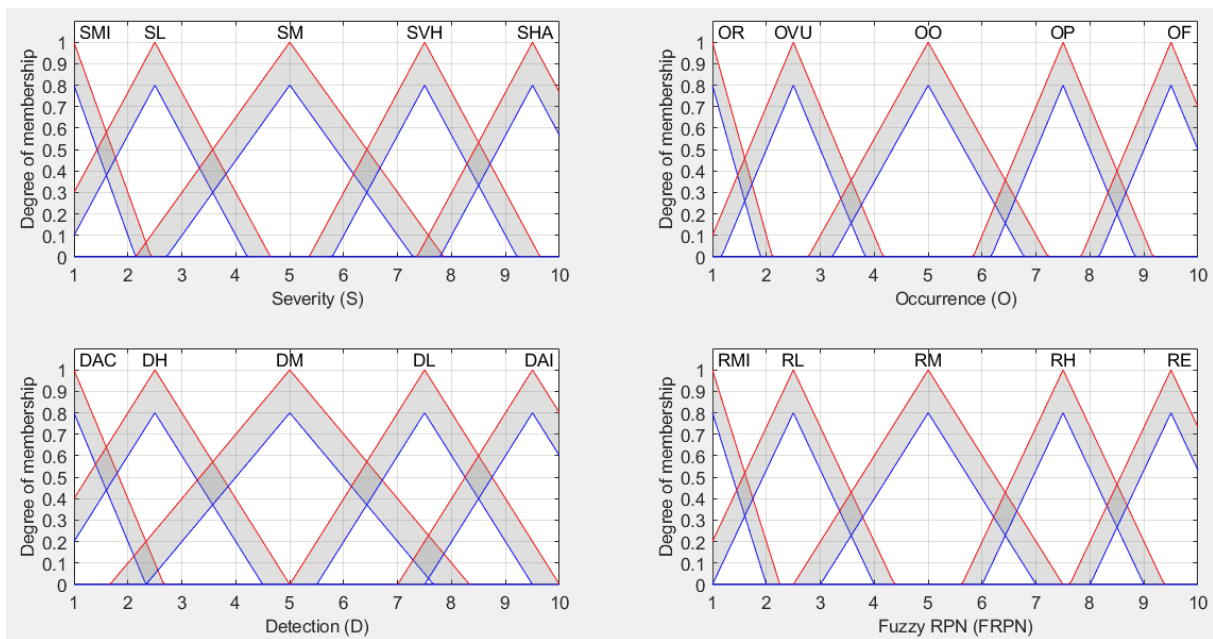 SMI SL SM SVH SHA
1
0.9
0.8
0.7
0.6
0.5
0.4
0.3
0.2
0.1
0
Degree of membership
1 2 3 4 5 6 7 8 9 10
Severity (S)
OR OVU OO OP OF
1
0.9
0.8
0.7
0.6
0.5
0.4
0.3
0.2
0.1
0
Degree of membership
1 2 3 4 5 6 7 8 9 10
Occurrence (O)
DAC DH DM DL DAI
1
0.9
0.8
0.7
0.6
0.5
0.4
0.3
0.2
0.1
0
Degree of membership
1 2 3 4 5 6 7 8 9 10
Detection (D)
RMI RL RM RH RE
1
0.9
0.8
0.7
0.6
0.5
0.4
0.3
0.2
0.1
0
Degree of membership
1 2 3 4 5 6 7 8 9 10
Fuzzy RPN (FRPN)